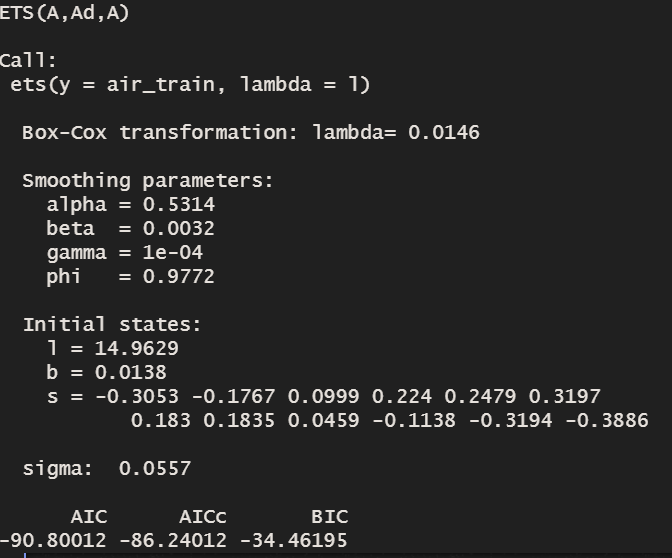 ETS(A,Ad,A)
Call:
ets(y = air_train, lambda = l)
Box-Cox transformation: lambda= 0.0146
Smoothing parameters:
alpha = 0.5314
beta  = 0.0032
gamma = 1e-04
phi   = 0.9772
Initial states:
l = 14.9629
b = 0.0138
s = -0.3053 -0.1767 0.0999 0.224 0.2479 0.3197
0.183 0.1835 0.0459 -0.1138 -0.3194 -0.3886
sigma:  0.0557
AIC      AICc       BIC
-90.80012 -86.24012 -34.46195